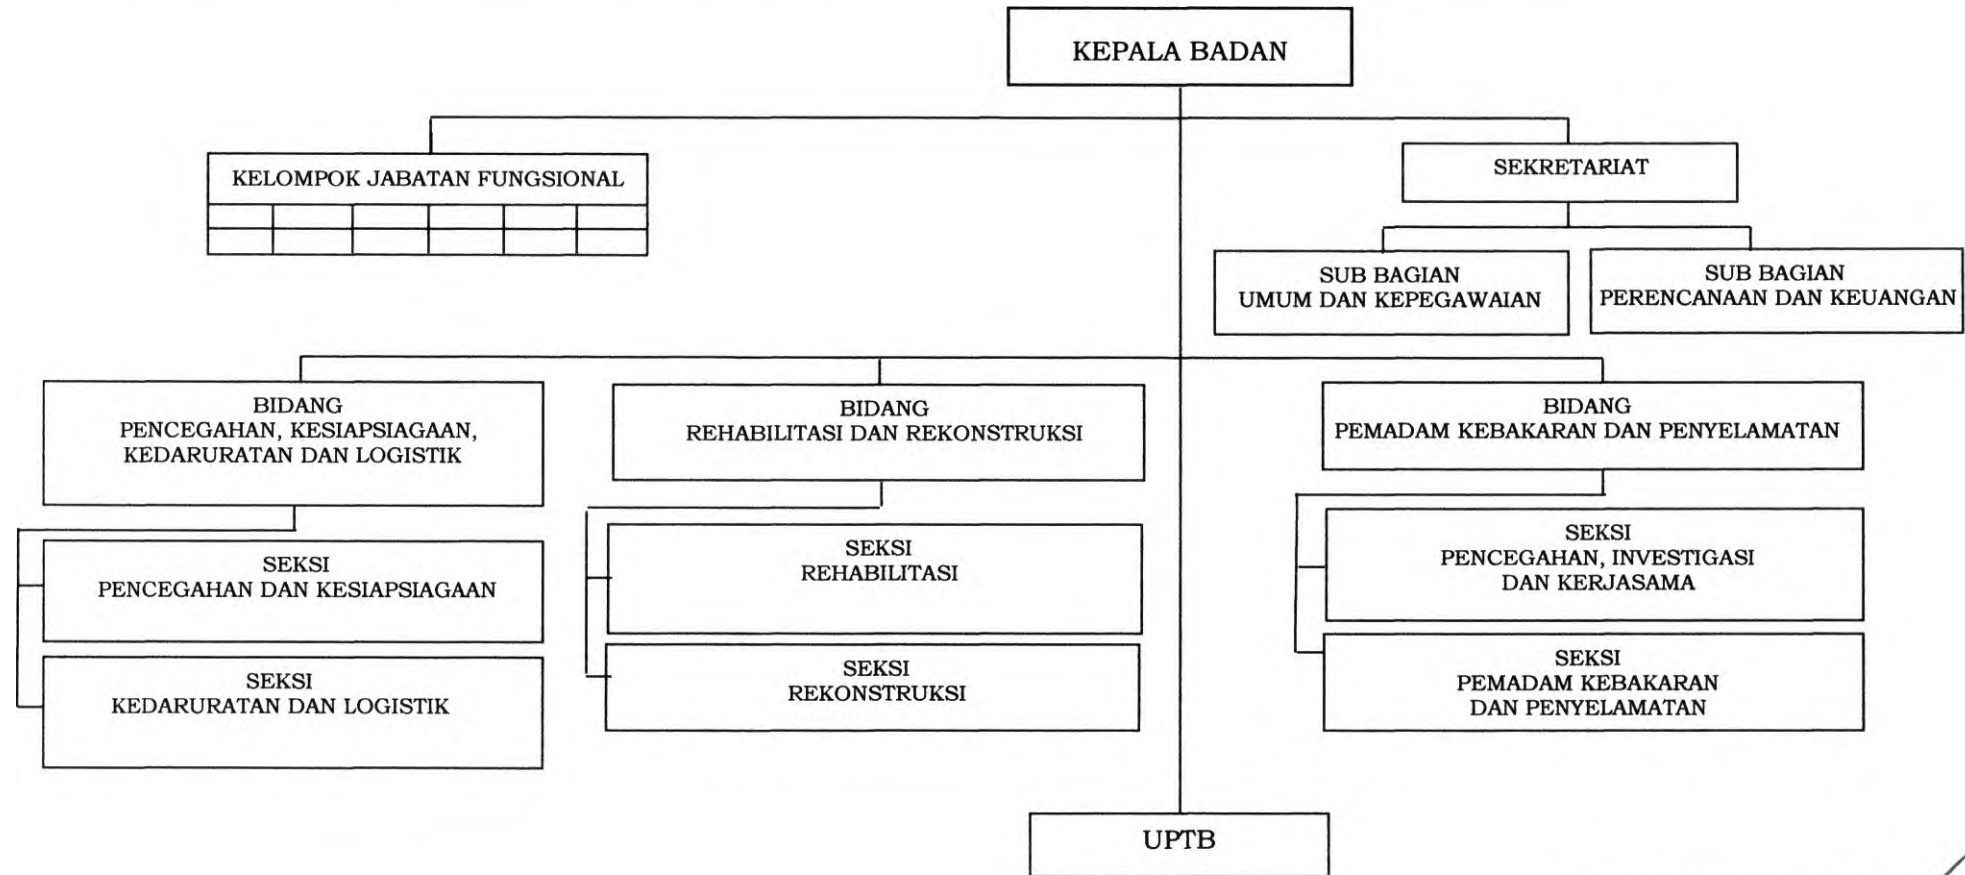 KEPALA BADAN
KELOMPOK JABATAN FUNGSIONAL
SEKRETARIAT
SUB BAGIAN
UMUM DAN KEPEGAWAIAN
SUB BAGIAN
PERENCANAAN DAN KEUANGAN
BIDANG
PENCEGAHAN, KESIAPSIAGAAN,
KEDARURATAN DAN LOGISTIK
BIDANG
REHABILITASI DAN REKONSTRUKSI
BIDANG
PEMADAM KEBAKARAN DAN PENYELAMATAN
SEKSI
PENCEGAHAN DAN KESIAPSIAGAAN
SEKSI
REHABILITASI
SEKSI
PENCEGAHAN, INVESTIGASI
DAN KERJASAMA
SEKSI
KEDARURATAN DAN LOGISTIK
SEKSI
REKONSTRUKSI
SEKSI
PEMADAM KEBAKARAN
DAN PENYELAMATAN
UPTB